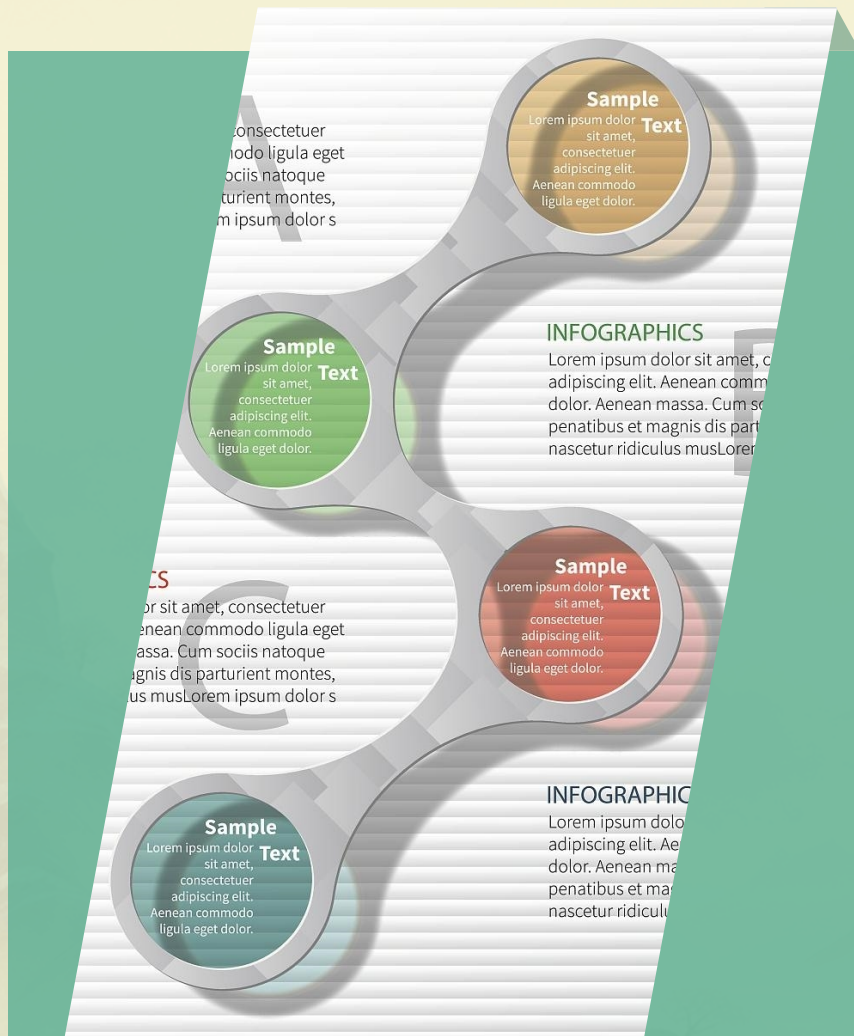 A
consectetuer
modo ligula eget
ociis natoque
turient montes,
m ipsum dolor s
Sample
Text
Lorem ipsum dolor
sit amet,
consectetuer
adipiscing elit.
Aenean commodo
ligula eget dolor.
Sample
Text
Lorem ipsum dolor
sit amet,
consectetuer
adipiscing elit.
Aenean commodo
ligula eget dolor.
INFOGRAPHICS
Lorem ipsum dolor sit amet, c
adipiscing elit. Aenean comm
dolor. Aenean massa. Cum so
penatibus et magnis dis part
nascetur ridiculus musLorem
CS
C
or sit amet, consectetuer
enean commodo ligula eget
assa. Cum sociis natoque
agnis dis parturient montes,
us musLorem ipsum dolor s
Sample
Text
Lorem ipsum dolor
sit amet,
consectetuer
adipiscing elit.
Aenean commodo
ligula eget dolor.
Sample
Text
Lorem ipsum dolor
sit amet,
consectetuer
adipiscing elit.
Aenean commodo
ligula eget dolor.
INFOGRAPHIC
Lorem ipsum dolo
adipiscing elit. Ae
dolor. Aenean ma
penatibus et mag
nascetur ridiculu